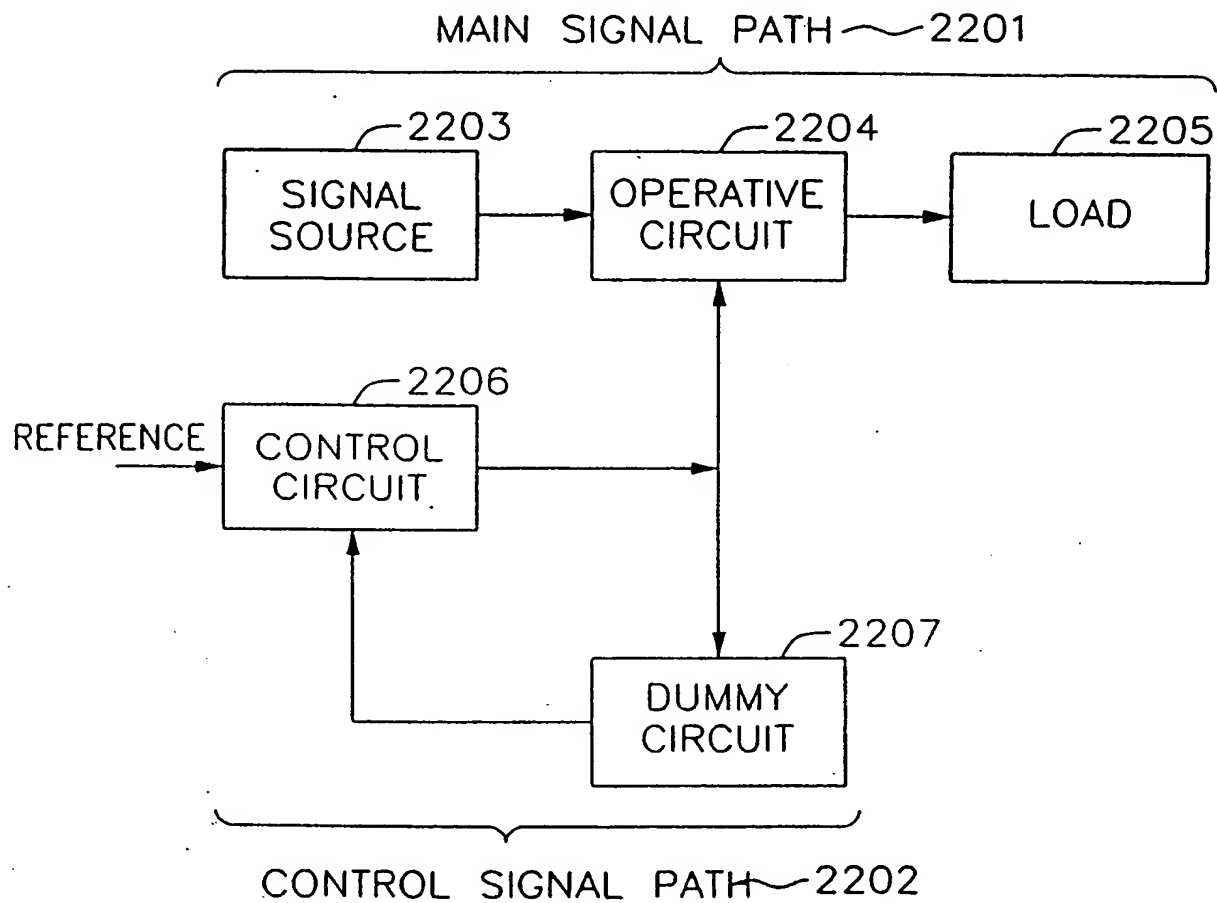 MAIN SIGNAL PATH 2201
2203
2204
2205
SIGNAL
SOURCE
OPERATIVE
CIRCUIT
LOAD
2206
REFERENCE
CONTROL
CIRCUIT
2207
DUMMY
CIRCUIT
CONTROL SIGNAL PATH 2202